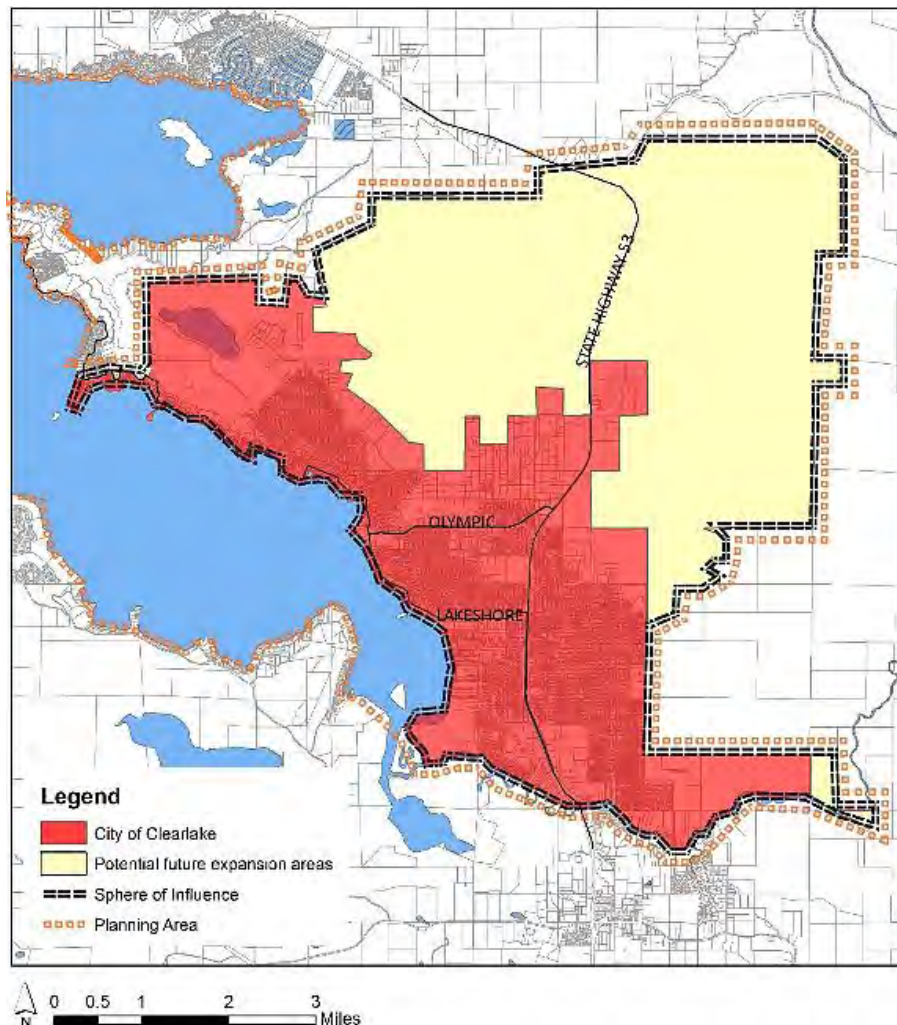 STATE HIGHWAY 53
OLYMPIC
LAKESHORE
Legend
City of Clearlake
Potential future expansion areas
Sphere of Influence
Planning Area
N
0 0.5 1 2 3
Miles